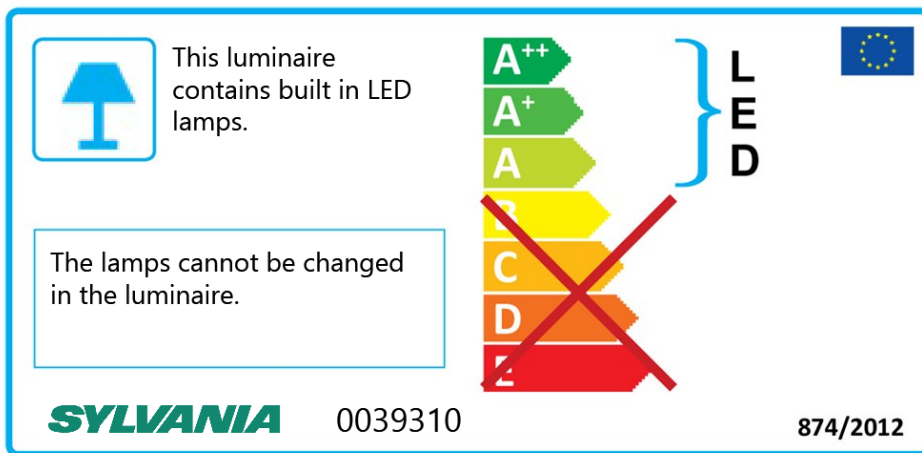 This luminaire
contains built in LED
lamps.
A++
A+
A
B
C
D
E
L
E
D
The lamps cannot be changed
in the luminaire.
SYLVANIA 0039310
874/2012